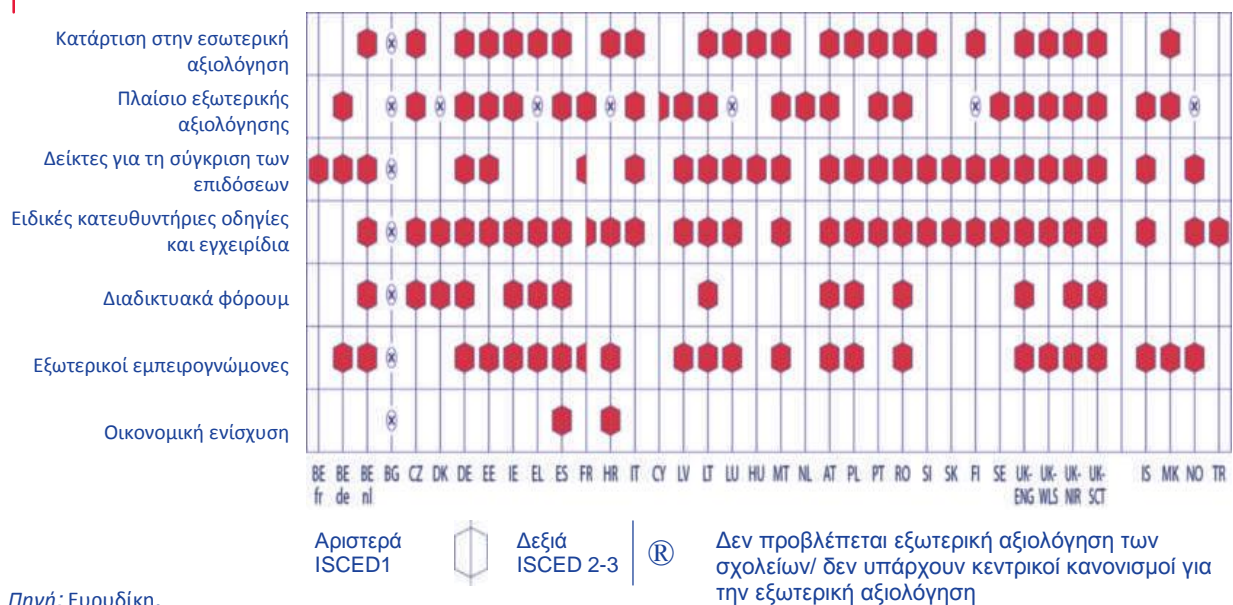 Κατάρτιση στην εσωτερική
αξιολόγηση
Πλαίσιο εξωτερικής
αξιολόγησης
Δείκτες για τη σύγκριση των
επιδόσεων
Ειδικές κατευθυντήριες οδηγίες
και εγχειρίδια
Διαδικτυακά φόρουμ
Εξωτερικοί εμπειρογνώμονες
Οικονομική ενίσχυση
BE BE BE BG CZ DK DE EE IE EL ES FR HR IT CY LV LT LU HU MT NL AT PL PT RO SI SK FI SE UK- UK- UK- UK- IS MK NO TR
fr de nl ENG WLS NIR SCT
Αριστερά
ISCED1
Δεξιά
ISCED 2-3
®
Δεν προβλέπεται εξωτερική αξιολόγηση των
σχολείων/ δεν υπάρχουν κεντρικοί κανονισμοί για
την εξωτερική αξιολόγηση
Πηγή: Ευρυδίκη.